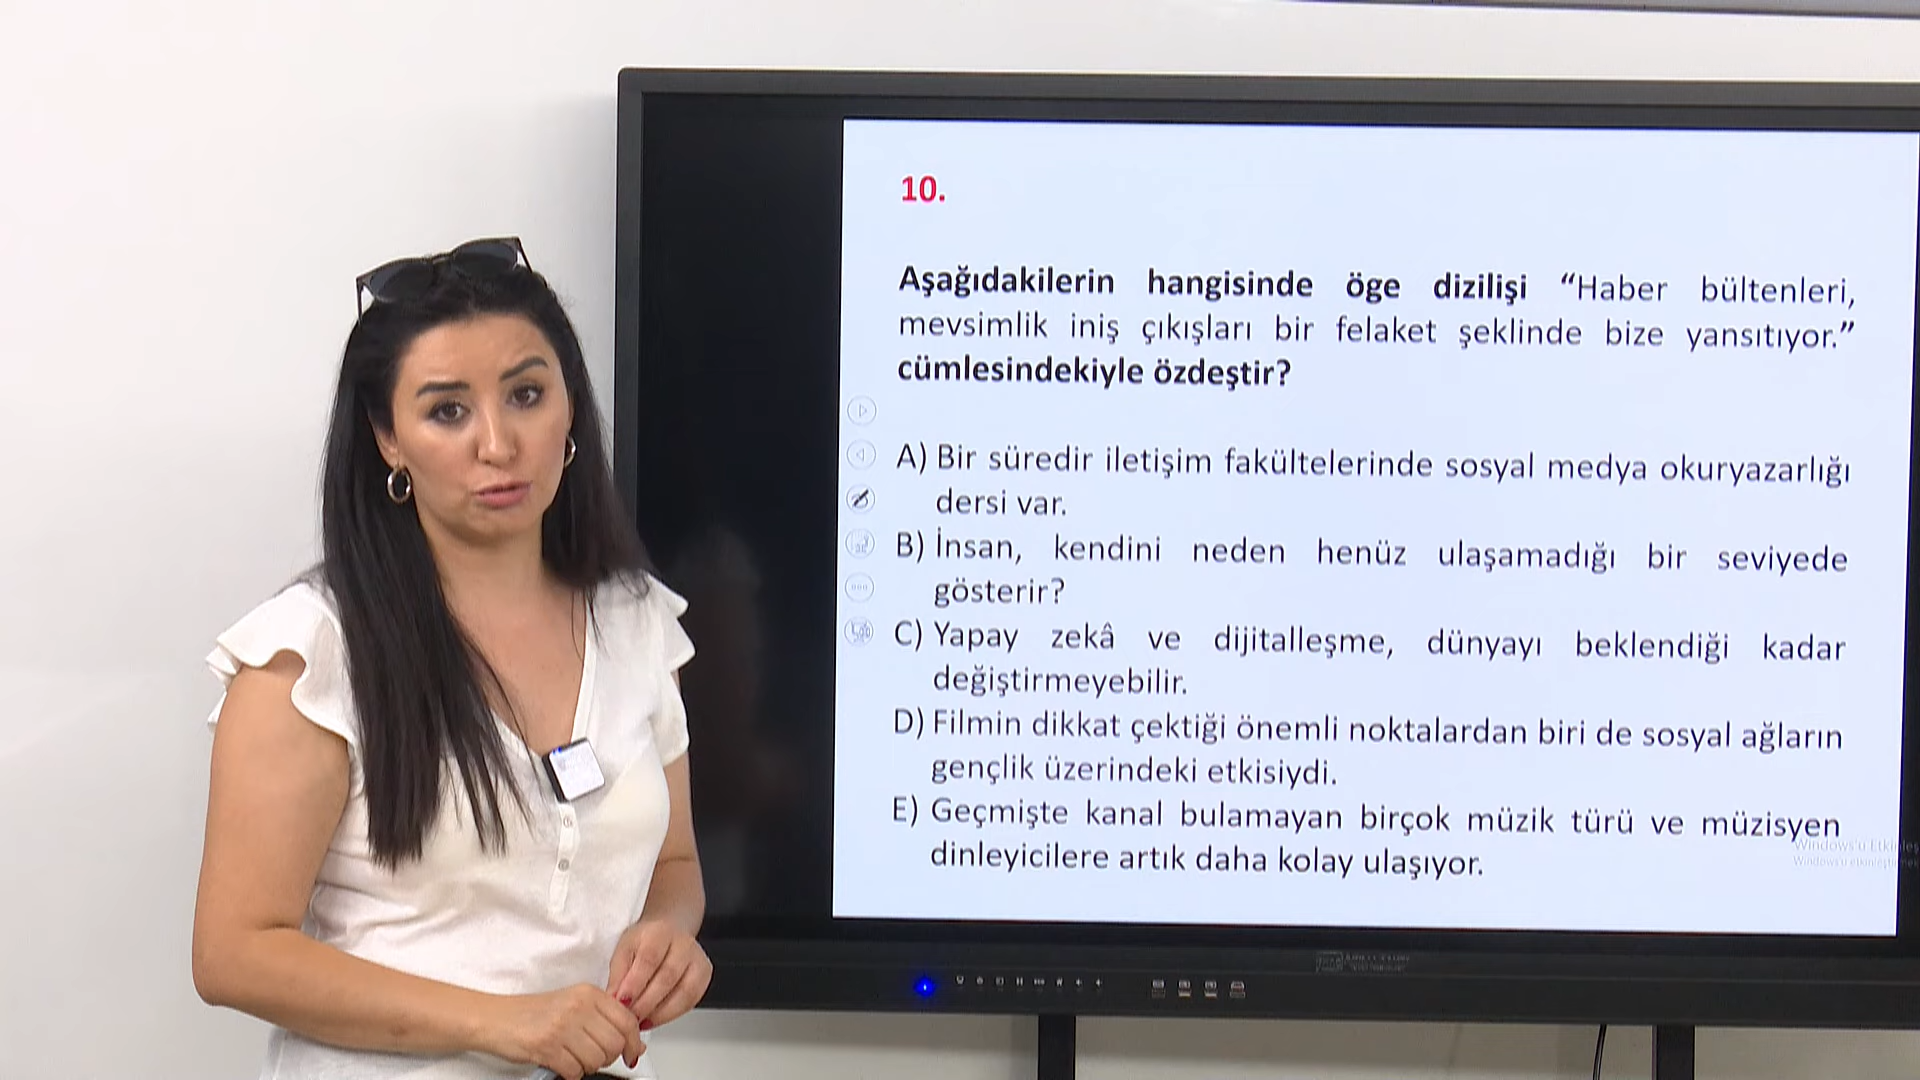 10.
Aşağıdakilerin hangisinde öge dizilişi “Haber bültenleri,
mevsimlik iniş çıkışları bir felaket şeklinde bize yansıtıyor.”
cümlesindekiyle özdeştir?
A) Bir süredir iletişim fakültelerinde sosyal medya okuryazarlığı
dersi var.
B) İnsan, kendini neden henüz ulaşamadığı bir seviyede
gösterir?
C) Yapay zekâ ve dijitalleşme, dünyayı beklendiği kadar
değiştirmeyebilir.
D) Filmin dikkat çektiği önemli noktalardan biri de sosyal ağların
gençlik üzerindeki etkisiydi.
E) Geçmişte kanal bulamayan birçok müzik türü ve müzisyen
dinleyicilere artık daha kolay ulaşıyor.